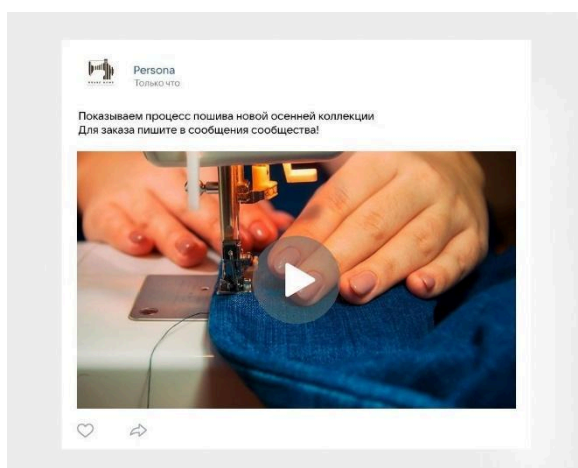 Persona
Только что
Показываем процесс пошива новой осенней коллекции
Для заказа пишите в сообщения сообщества!